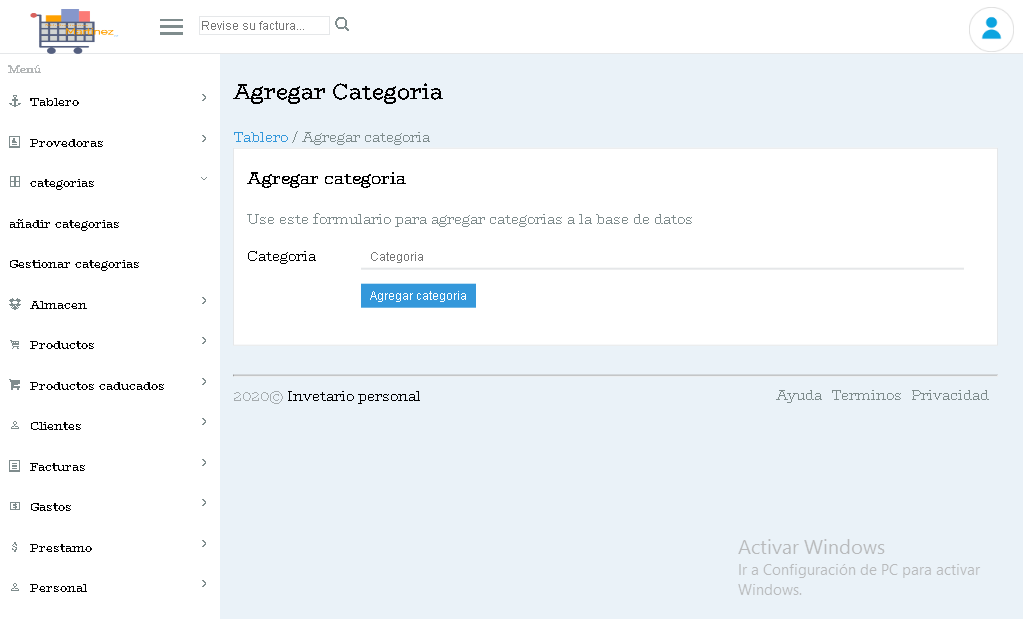 Martinez_
Revise su factura...
Menú
Tablero
Provedoras
categorias
añadir categorias
Gestionar categorias
Almacen
Productos
Productos caducados
Clientes
Facturas
Gastos
Prestamo
Personal
Agregar Categoria
Tablero / Agregar categoria
Agregar categoria
Use este formulario para agregar categorias a la base de datos
Categoria Categoria
Agregar categoria
2020© Invetario personal Ayuda Terminos Privacidad
Activar Windows
Ir a Configuración de PC para activar
Windows.